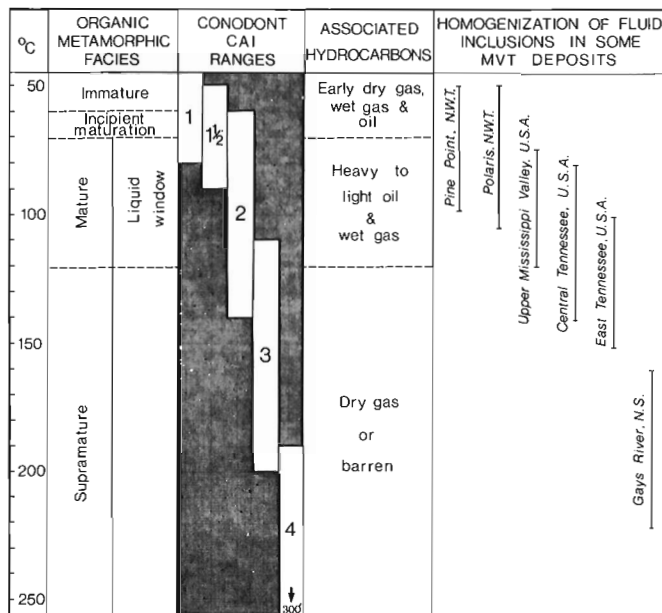 °C
ORGANIC
METAMORPHIC
FACIES
CONODONT
CAI
RANGES
ASSOCIATED
HYDROCARBONS
HOMOGENIZATION OF FLUID
INCLUSIONS IN SOME
MVT DEPOSITS
50
100
150
200
250
Immature
Incipient
maturation
Mature
Liquid
window
Supramature
1
1½
2
3
4
300°
Early dry gas,
wet gas &
oil
Heavy to
light oil
&
wet gas
Dry gas
or
barren
Pine Point, N.W.T.
Polaris, N.W.T.
Upper Mississippi Valley, U.S.A.
Central Tennessee, U.S.A.
East Tennessee, U.S.A.
Gays River, N.S.